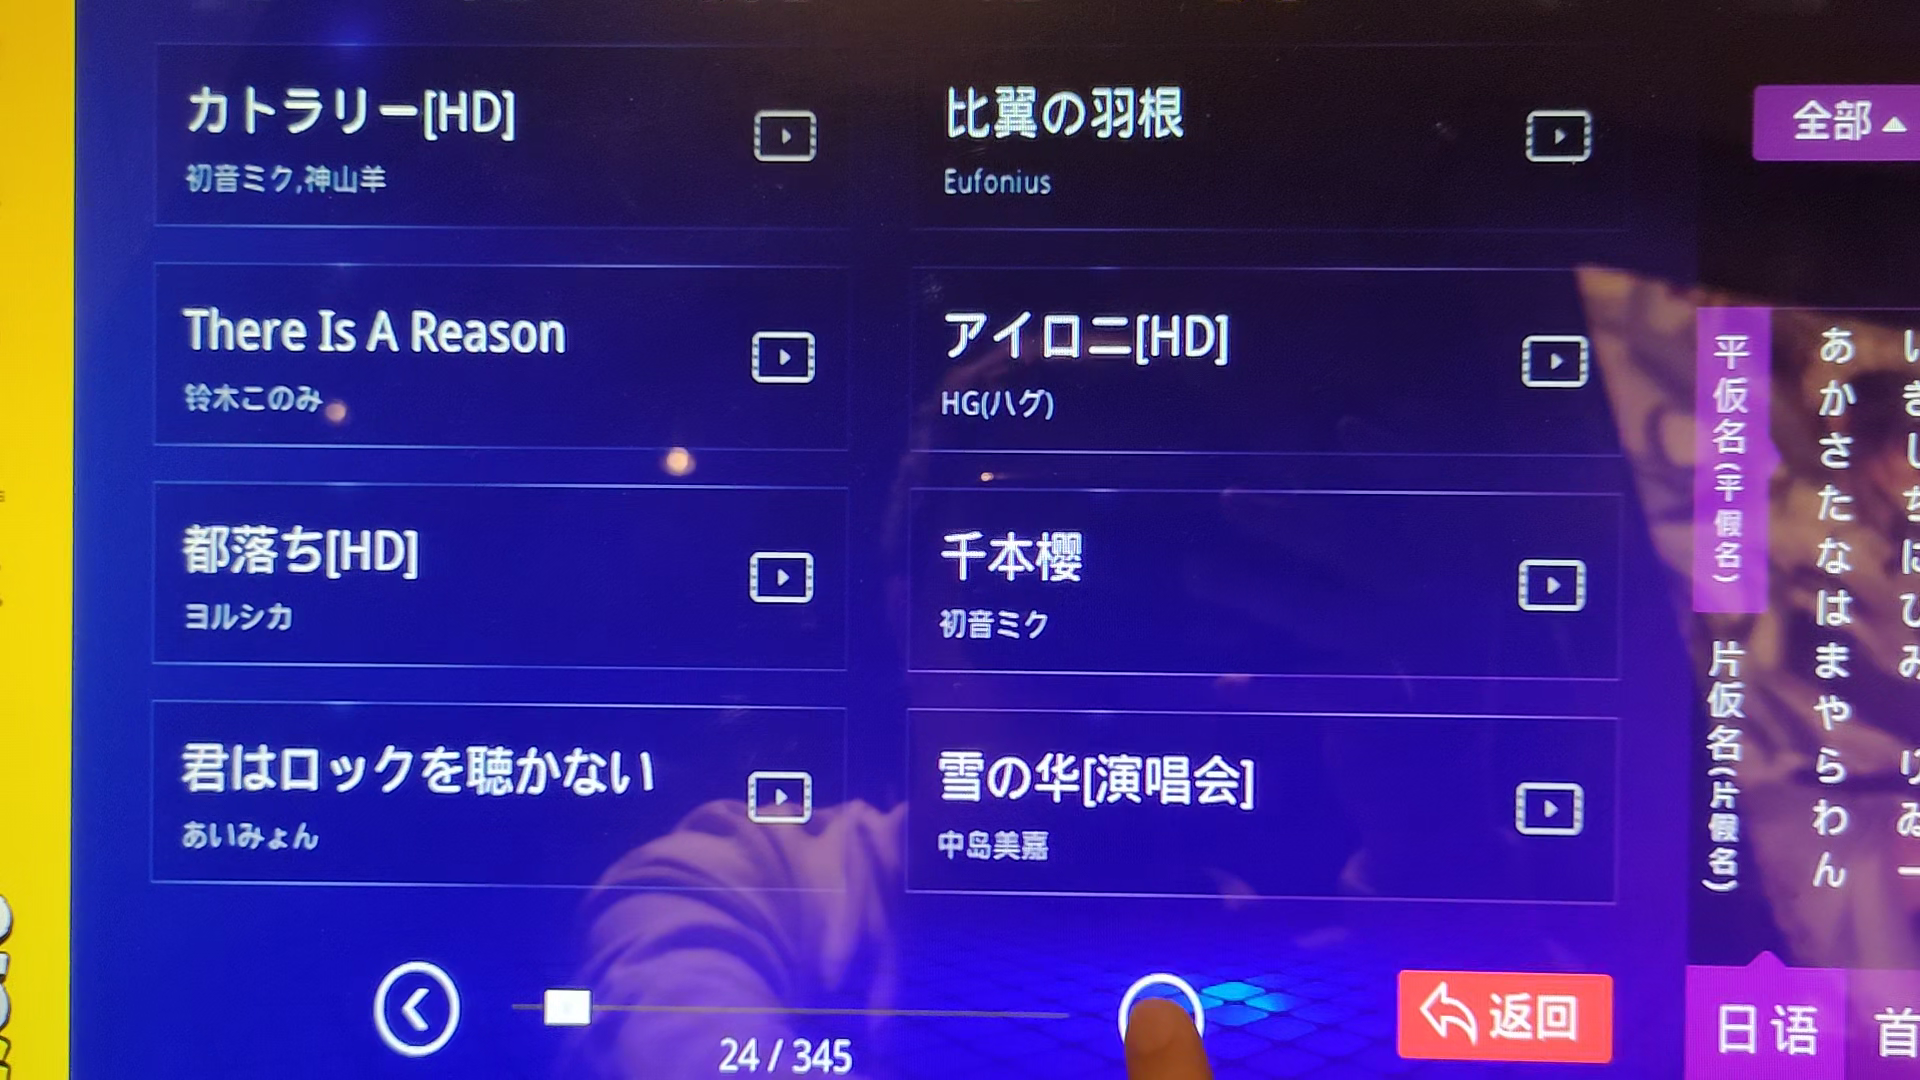 カトラリー[HD]
初音ミク,神山羊
比翼の羽根
Eufonius
There Is A Reason
铃木このみ
アイロニ[HD]
HG(ハグ)
都落ち[HD]
ヨルシカ
千本櫻
初音ミク
君はロックを聴かない
あいみょん
雪の华[演唱会]
中岛美嘉
24 / 345
返回
全部
平仮名(平假名)
片仮名(片假名)
あかさたなはまやらわん
日语
首